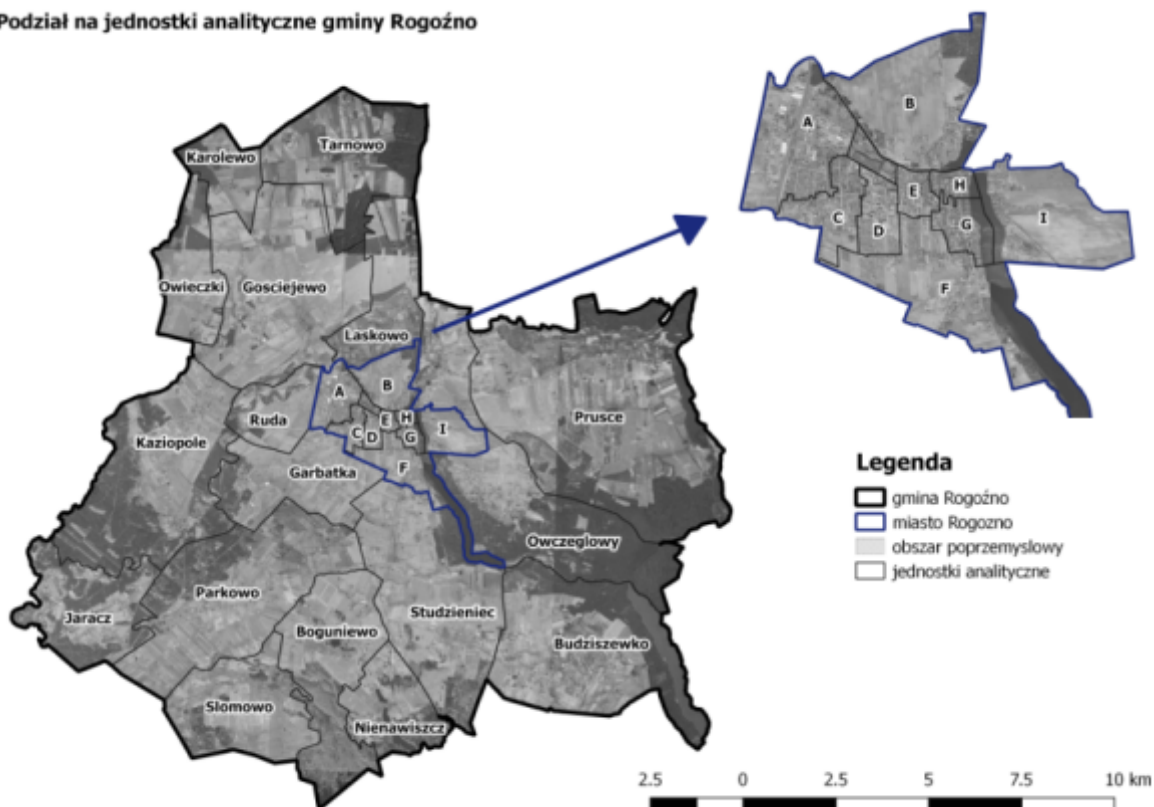 Podział na jednostki analityczne gminy Rogoźno
B
A
E
H
I
C
D
G
F
Tarnowo
Karolewo
Owieczki
Gosciejewo
Laskowo
B
A
Prusce
Ruda
Kaziopole
E
H
C
D
G
I
Garbatka
F
Owczeglowy
Parkowo
Jaracz
Studzieniec
Boguniewo
Budziszewko
Slomowo
Nienawiszcz
Legenda
gmina Rogoźno
miasto Rogozno
obszar poprzemyslowy
jednostki analityczne
2.5 0 2.5 5 7.5 10 km